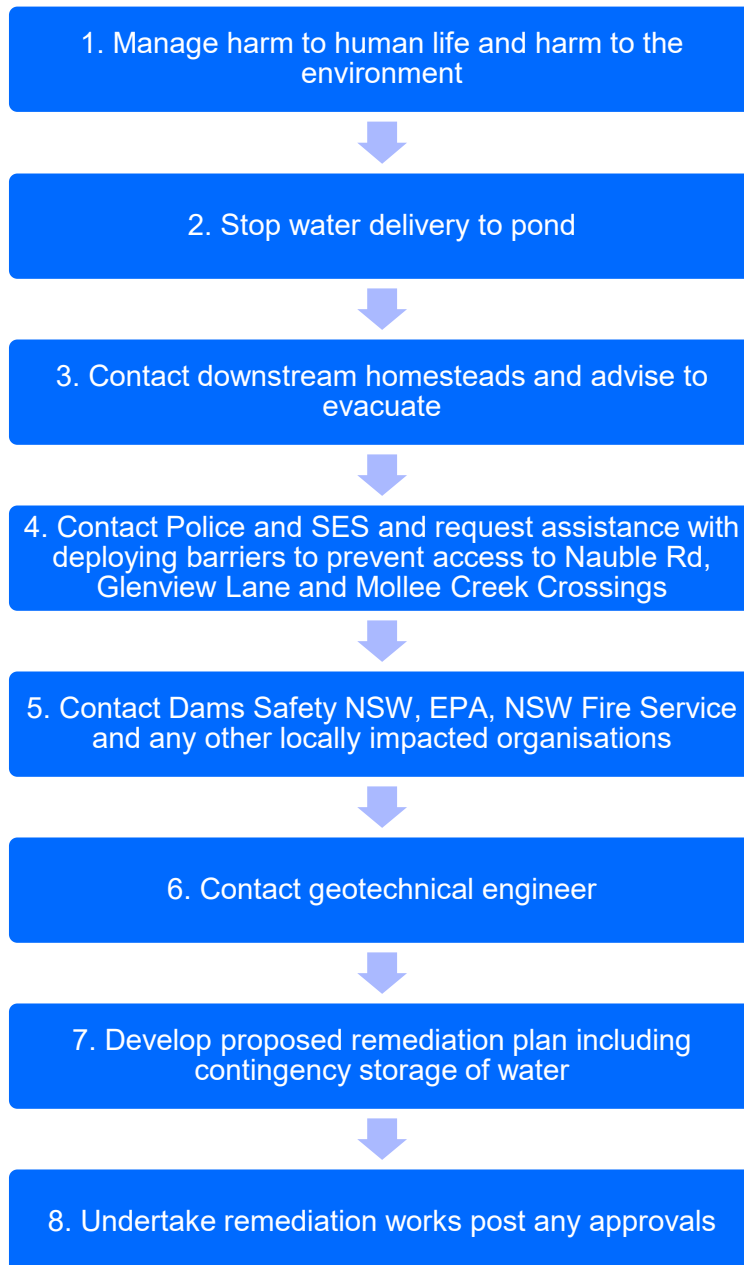 1. Manage harm to human life and harm to the
environment
2. Stop water delivery to pond
3. Contact downstream homesteads and advise to
evacuate
4. Contact Police and SES and request assistance with
deploying barriers to prevent access to Nauble Rd,
Glenview Lane and Mollee Creek Crossings
5. Contact Dams Safety NSW, EPA, NSW Fire Service
and any other locally impacted organisations
6. Contact geotechnical engineer
7. Develop proposed remediation plan including
contingency storage of water
8. Undertake remediation works post any approvals